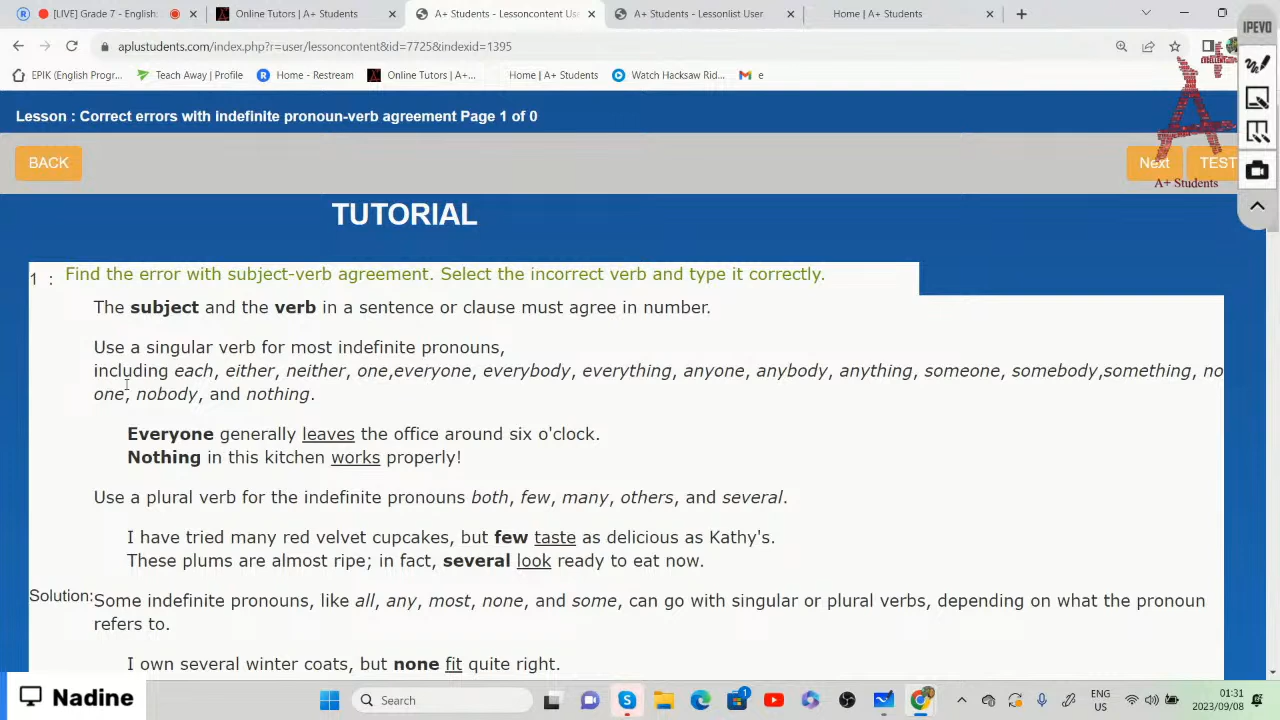 [LIVE] Grade 7 - English:
Online Tutors | A+ Students
A+ Students - Lessoncontent Use
A+ Students - Lessonlist User
Home | A+ Students
IPEVO
aplustudents.com/index.php?r=user/lessoncontent&id=7725&indexid=1395
EPIK (English Progr...
Teach Away | Profile
Home - Restream
Online Tutors | A+...
Home | A+ Students
Watch Hacksaw Rid...
e
Lesson : Correct errors with indefinite pronoun-verb agreement Page 1 of 0
BACK
Next
TEST
A+ Students
TUTORIAL
1 : Find the error with subject-verb agreement. Select the incorrect verb and type it correctly.
The subject and the verb in a sentence or clause must agree in number.
Use a singular verb for most indefinite pronouns,
including each, either, neither, one,everyone, everybody, everything, anyone, anybody, anything, someone, somebody,something, no
one, nobody, and nothing.
Everyone generally leaves the office around six o'clock.
Nothing in this kitchen works properly!
Use a plural verb for the indefinite pronouns both, few, many, others, and several.
I have tried many red velvet cupcakes, but few taste as delicious as Kathy's.
These plums are almost ripe; in fact, several look ready to eat now.
Solution: Some indefinite pronouns, like all, any, most, none, and some, can go with singular or plural verbs, depending on what the pronoun
refers to.
I own several winter coats, but none fit quite right.
Nadine
Search
ENG
US
01:31
2023/09/08